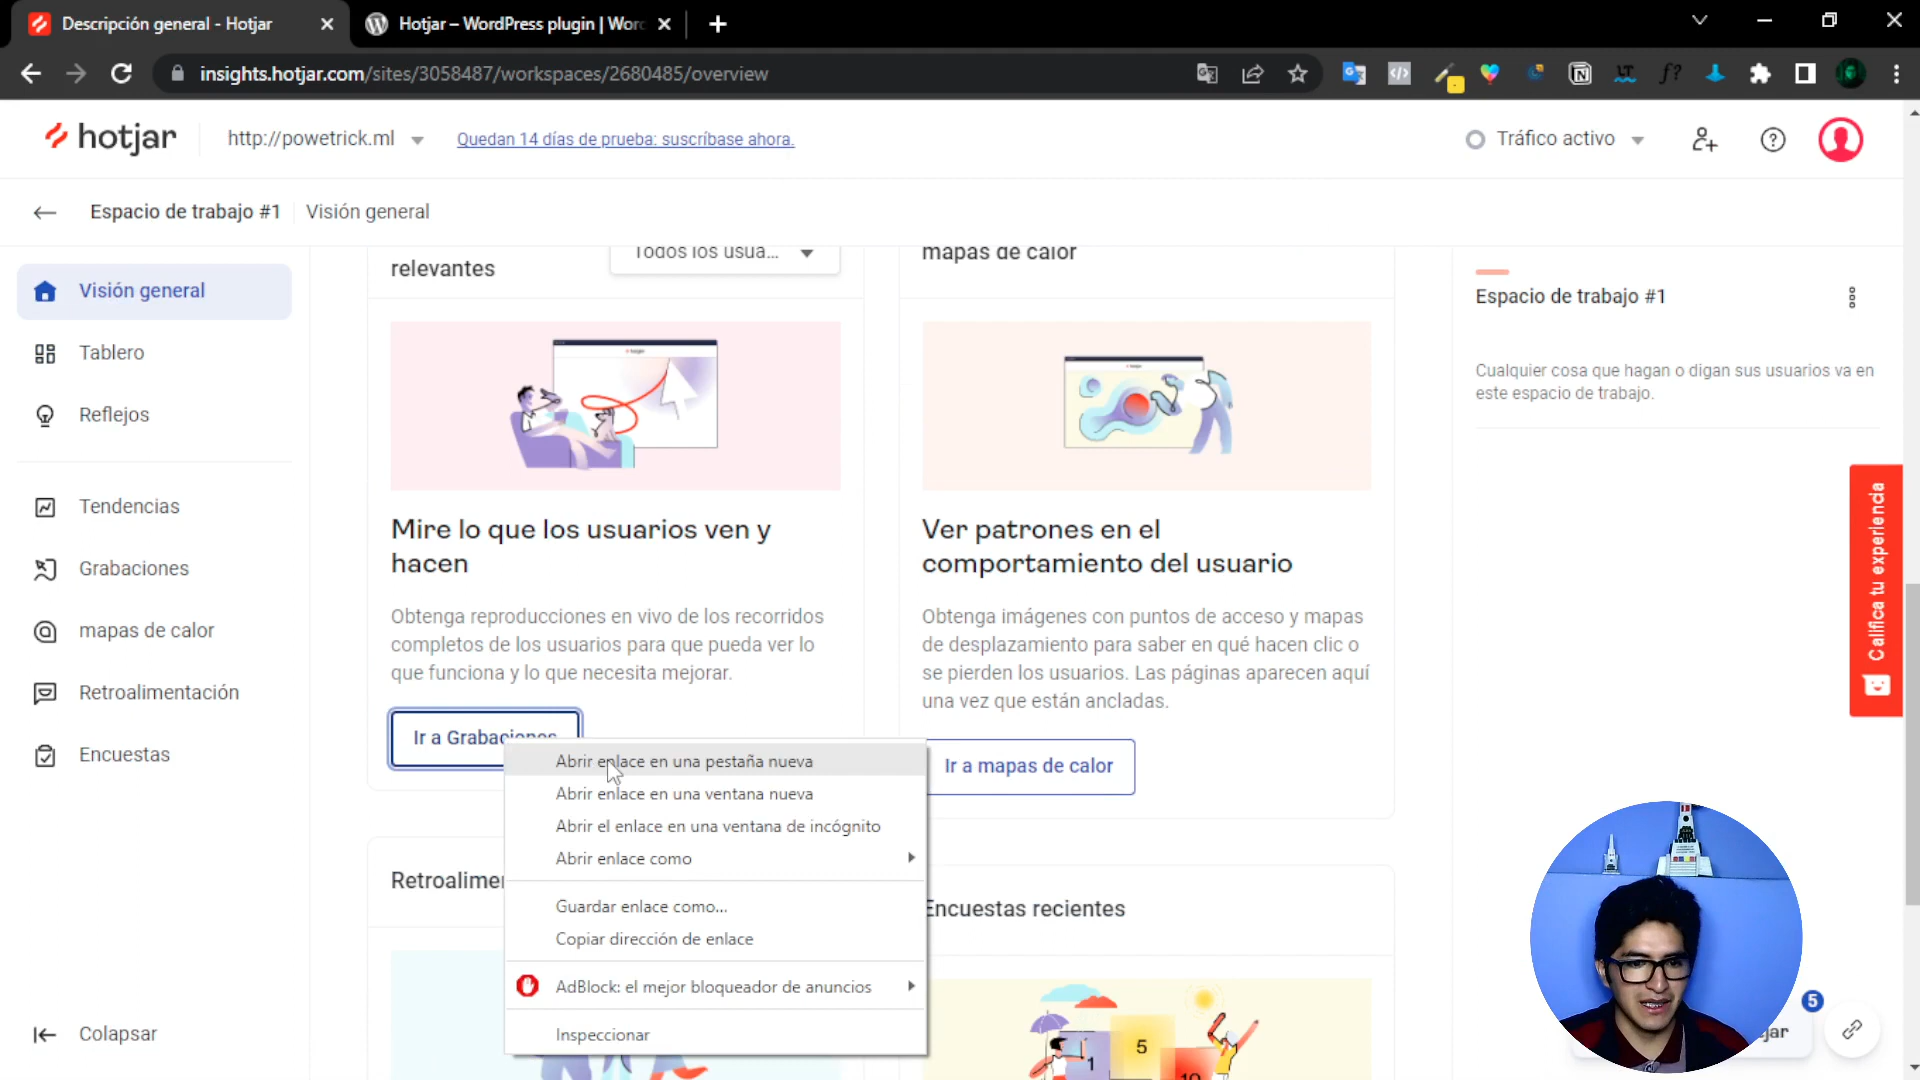 Descripción general - Hotjar
Hotjar – WordPress plugin | Word
insights.hotjar.com/sites/3058487/workspaces/2680485/overview
hotjar
http://powetrick.ml
Quedan 14 días de prueba: suscríbase ahora.
Tráfico activo
Espacio de trabajo #1
Visión general
Visión general
Tablero
Reflejos
Tendencias
Grabaciones
mapas de calor
Retroalimentación
Encuestas
Colapsar
relevantes
Todos los usua...
mapas de calor
Mire lo que los usuarios ven y
hacen
Obtenga reproducciones en vivo de los recorridos
completos de los usuarios para que pueda ver lo
que funciona y lo que necesita mejorar.
Ir a Grabaciones
Ver patrones en el
comportamiento del usuario
Obtenga imágenes con puntos de acceso y mapas
de desplazamiento para saber en qué hacen clic o
se pierden los usuarios. Las páginas aparecen aquí
una vez que están ancladas.
Ir a mapas de calor
Abrir enlace en una pestaña nueva
Abrir enlace en una ventana nueva
Abrir el enlace en una ventana de incógnito
Abrir enlace como
Guardar enlace como...
Copiar dirección de enlace
AdBlock: el mejor bloqueador de anuncios
Inspeccionar
Retroalime
Encuestas recientes
1
5
10
Espacio de trabajo #1
Cualquier cosa que hagan o digan sus usuarios va en
este espacio de trabajo.
Califica tu experiencia
5
jar